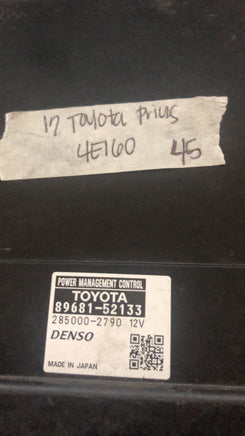 12 Toyota Prius
4E160 45
POWER MANAGEMENT CONTROL
TOYOTA
89681-52133
285000-2790 12V
DENSO
MADE IN JAPAN